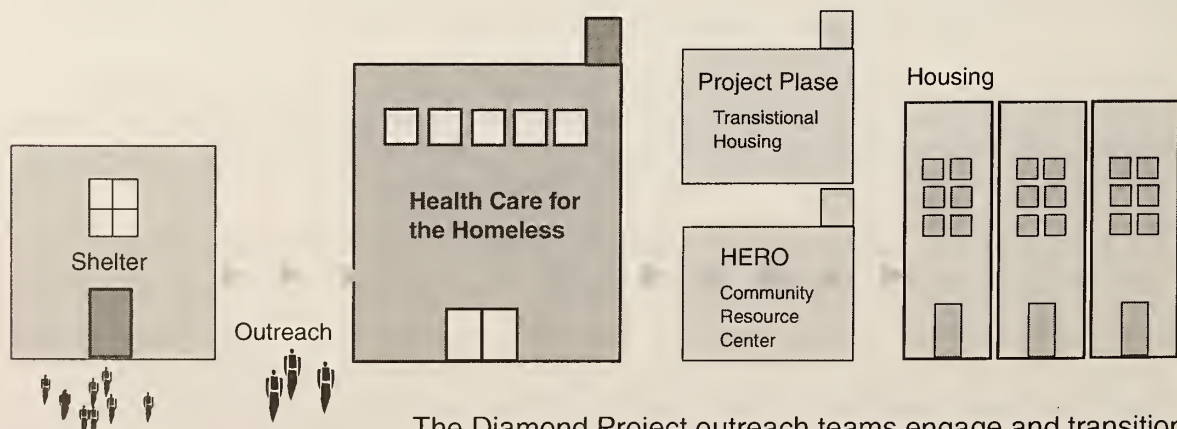 Shelter
Outreach
Health Care for
the Homeless
Project Plase
Transistional
Housing
HERO
Community
Resource
Center
Housing
The Diamond Project outreach teams engage and transition